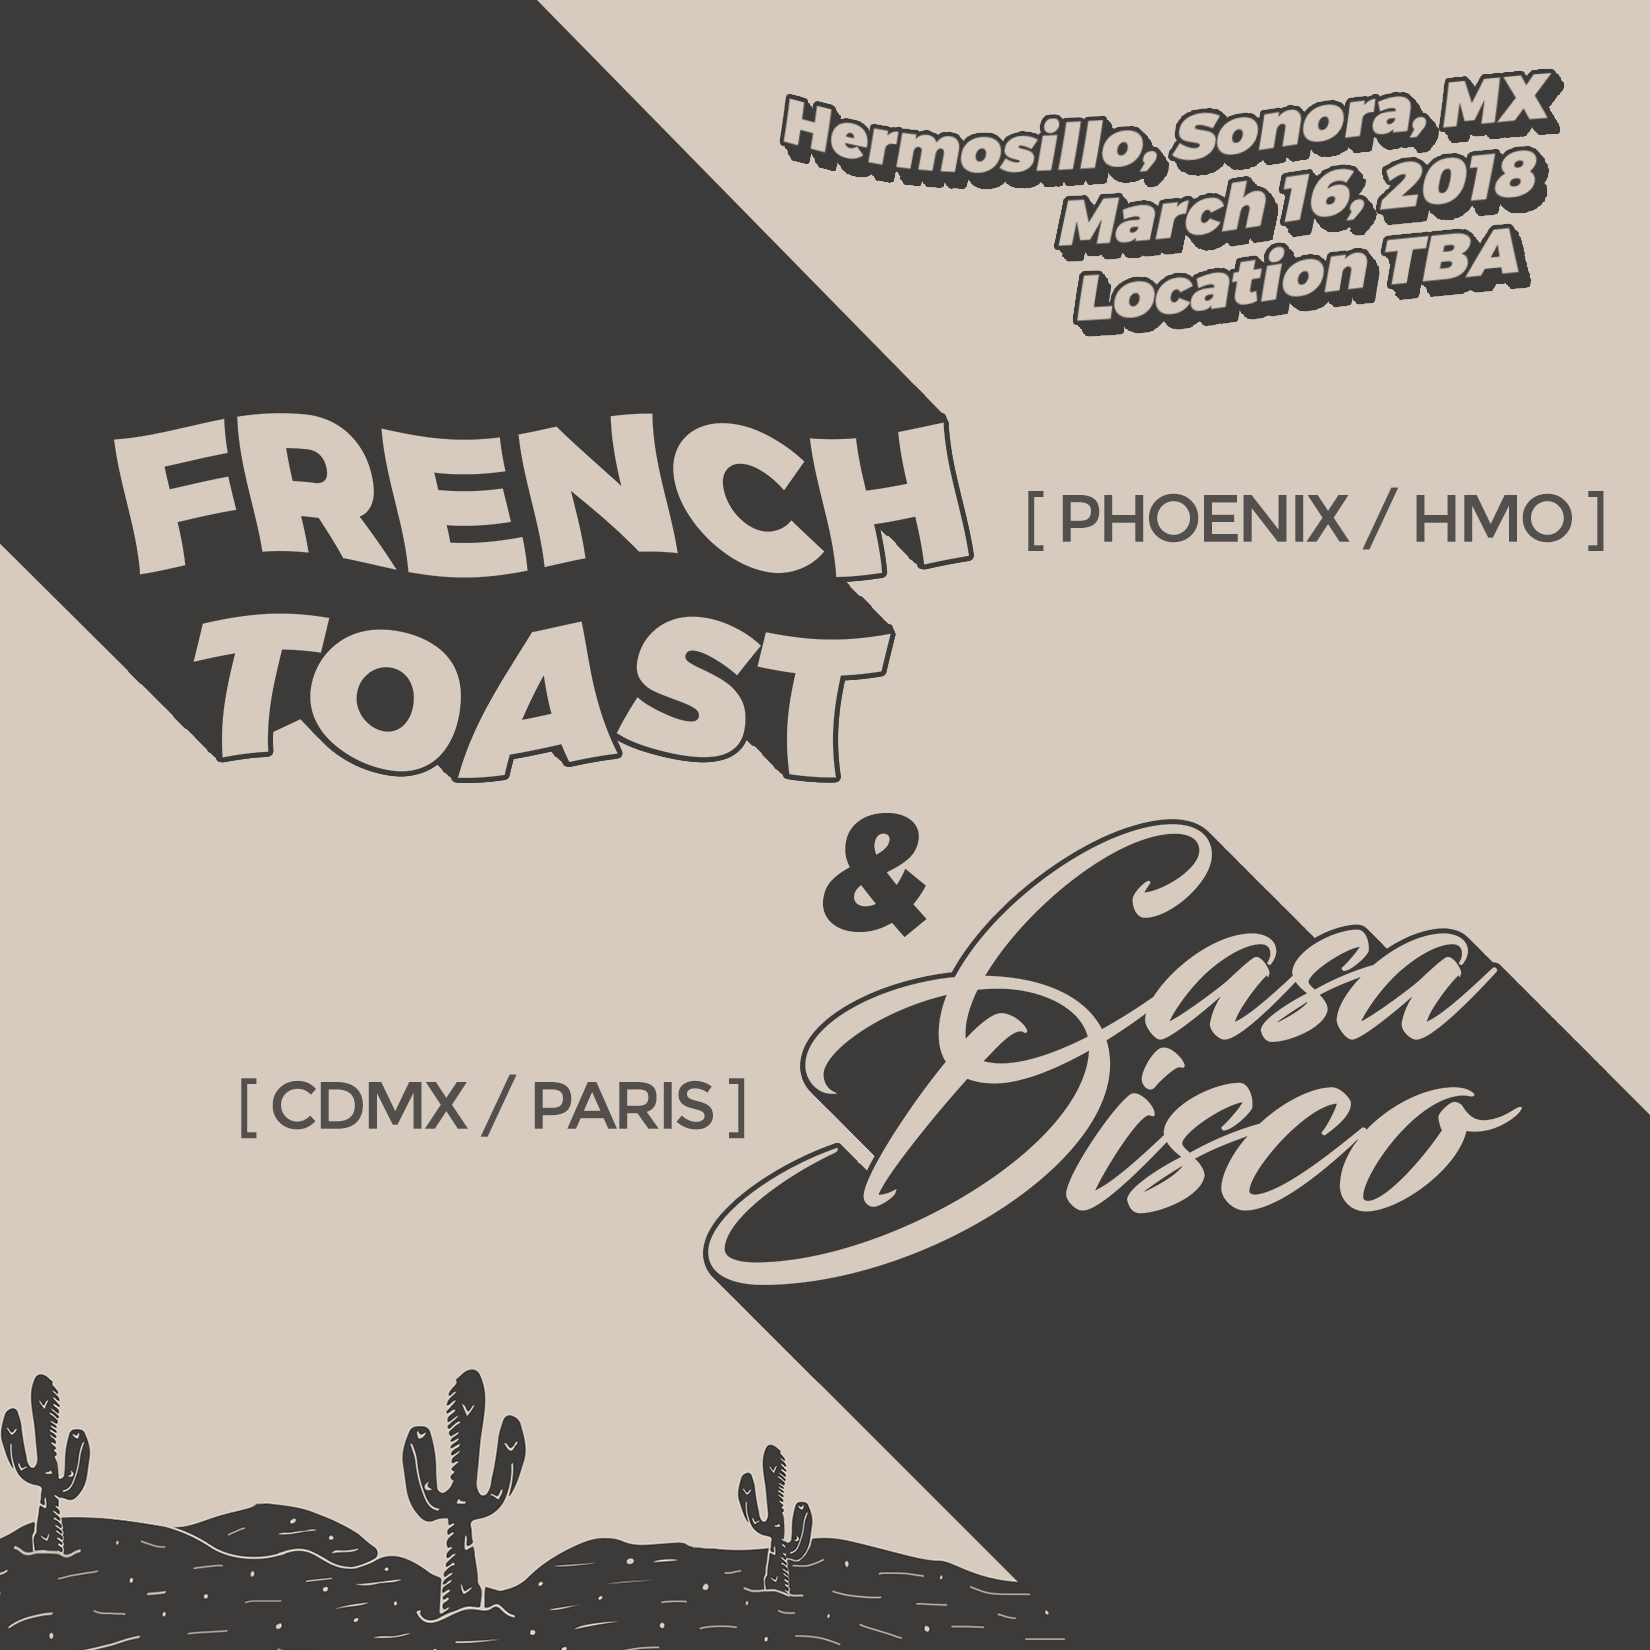 Hermosillo, Sonora, MX
March 16, 2018
Location TBA
FRENCH
TOAST
[ PHOENIX / HMO ]
&
Casa
Disco
[ CDMX / PARIS ]